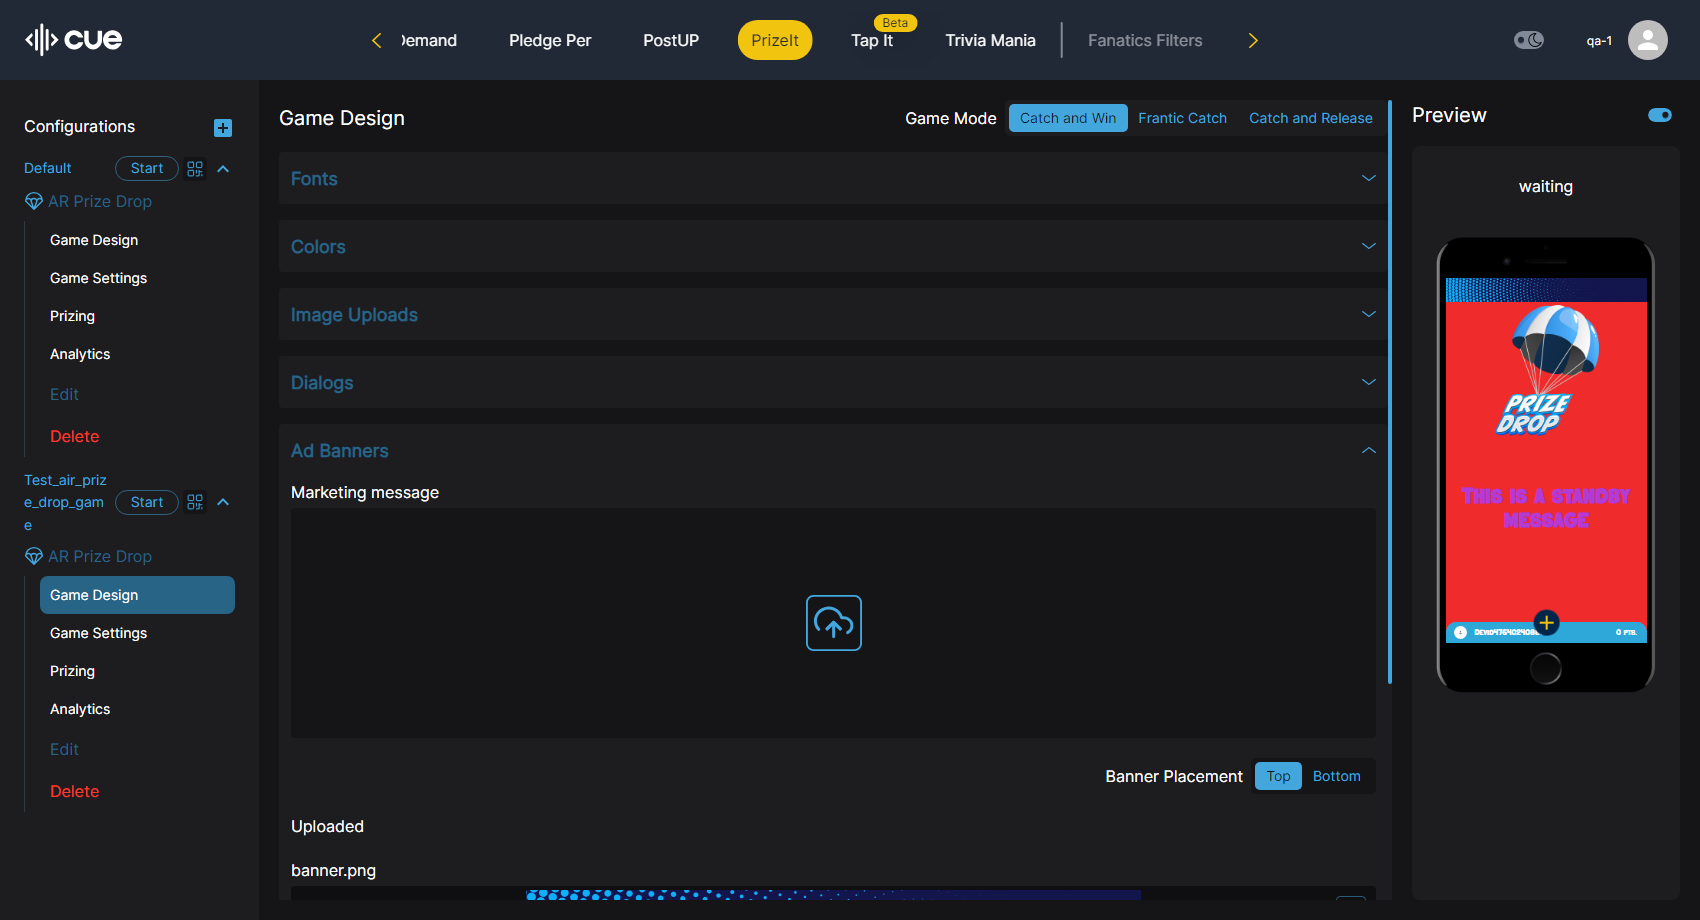 cue
Demand
Pledge Per
PostUP
PrizeIt
Beta
Tap It
Trivia Mania
Fanatics Filters
qa-1
Configurations
Default
Start
AR Prize Drop
Game Design
Game Settings
Prizing
Analytics
Edit
Delete
Test_air_priz
e_drop_gam
e
Start
AR Prize Drop
Game Design
Game Settings
Prizing
Analytics
Edit
Delete
Game Design
Game Mode
Catch and Win
Frantic Catch
Catch and Release
Fonts
Colors
Image Uploads
Dialogs
Ad Banners
Marketing message
Banner Placement
Top
Bottom
Uploaded
banner.png
Preview
waiting
PRIZE
DROP
THIS IS A STANDBY
MESSAGE
0 PTS.